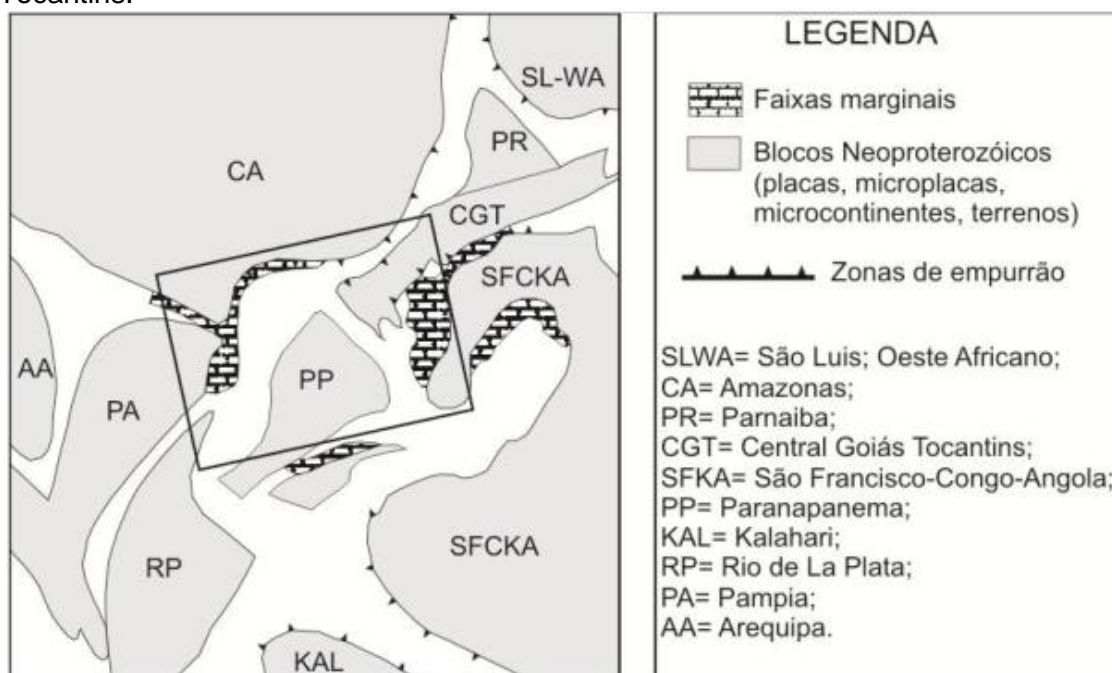 LEGENDA
Faixas marginais
Blocos Neoproterozóicos
(placas, microplacas,
microcontinentes, terrenos)
Zonas de empurrão
SLWA= São Luis; Oeste Africano;
CA= Amazonas;
PR= Parnaiba;
CGT= Central Goiás Tocantins;
SFKA= São Francisco-Congo-Angola;
PP= Paranapanema;
KAL= Kalahari;
RP= Rio de La Plata;
PA= Pampia;
AA= Arequipa.
SL-WA
PR
CA
CGT
SFCKA
AA
PA
PP
RP
SFCKA
KAL